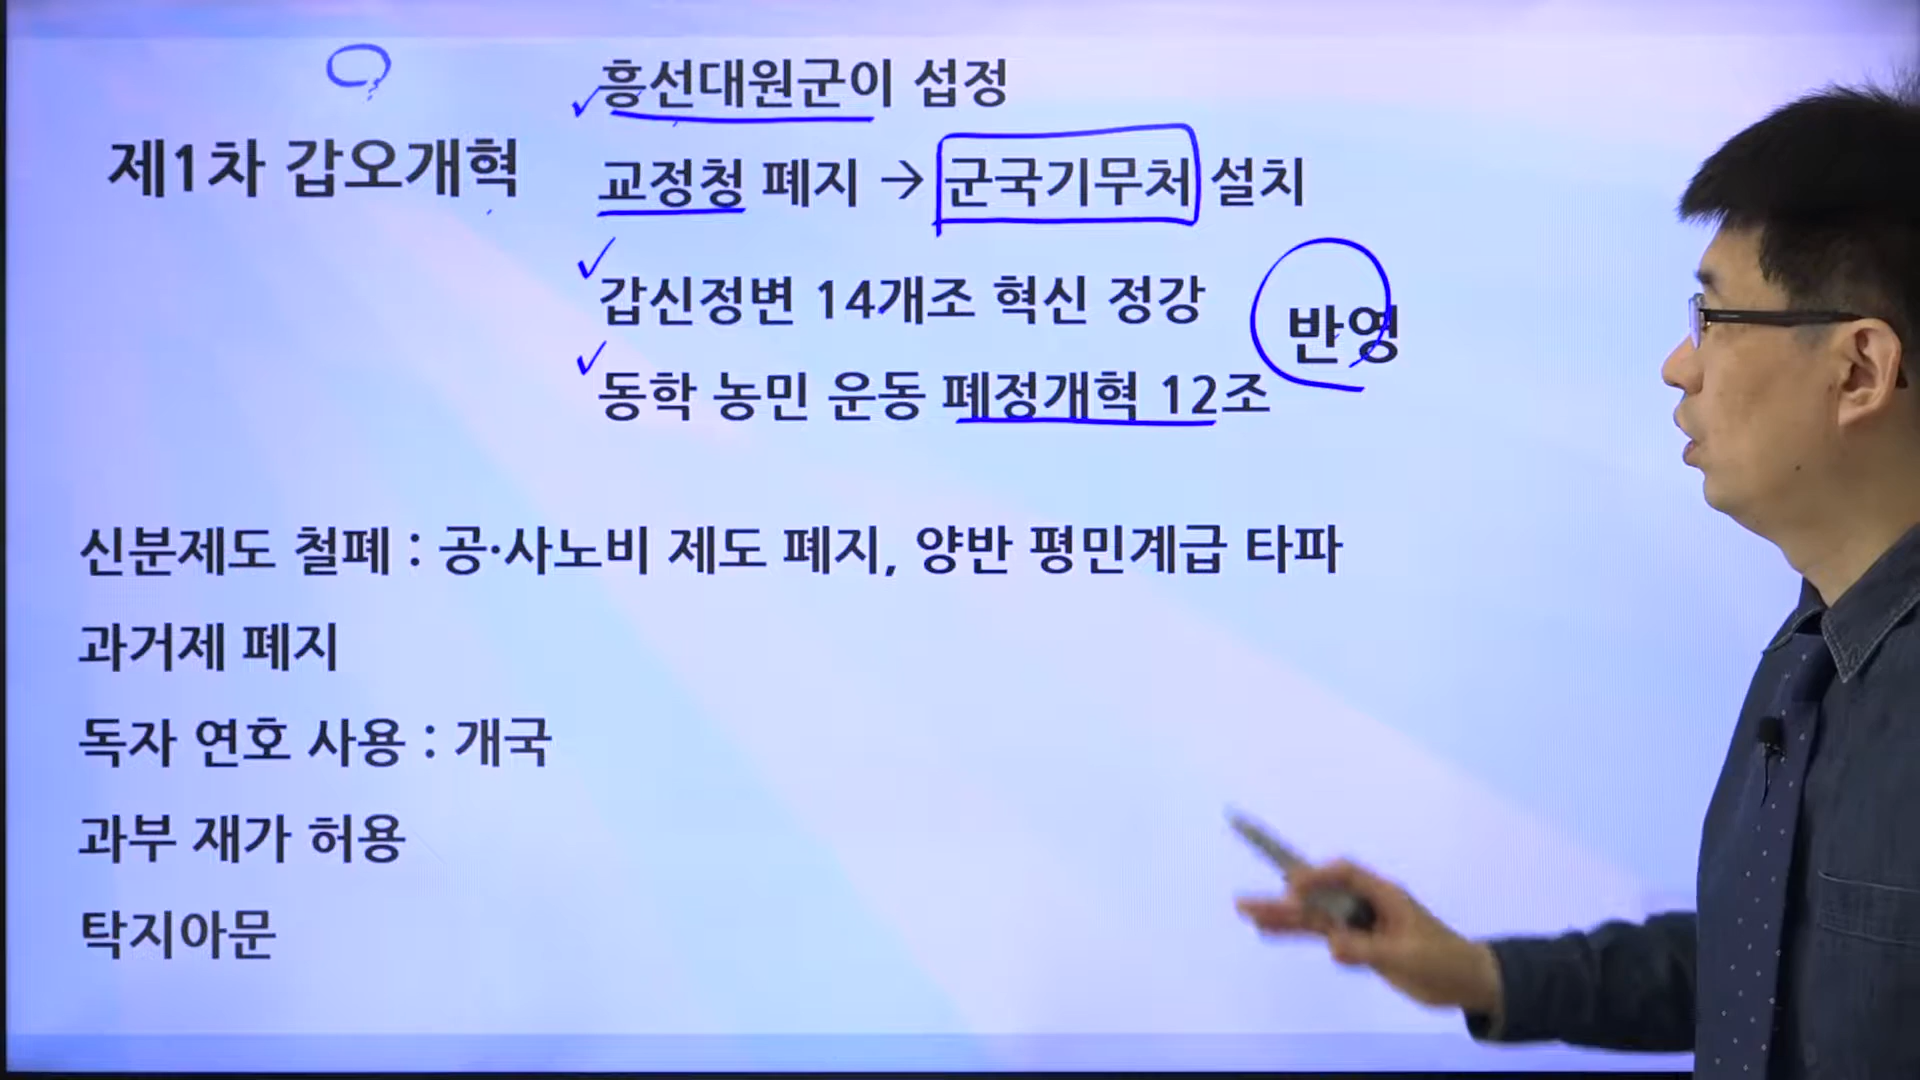 흥선대원군이 섭정
제1차 갑오개혁
교정청 폐지 → 군국기무처 설치
갑신정변 14개조 혁신 정강
반영
동학 농민 운동 폐정개혁 12조
신분제도 철폐 : 공·사노비 제도 폐지, 양반 평민계급 타파
과거제 폐지
독자 연호 사용 : 개국
과부 재가 허용
탁지아문